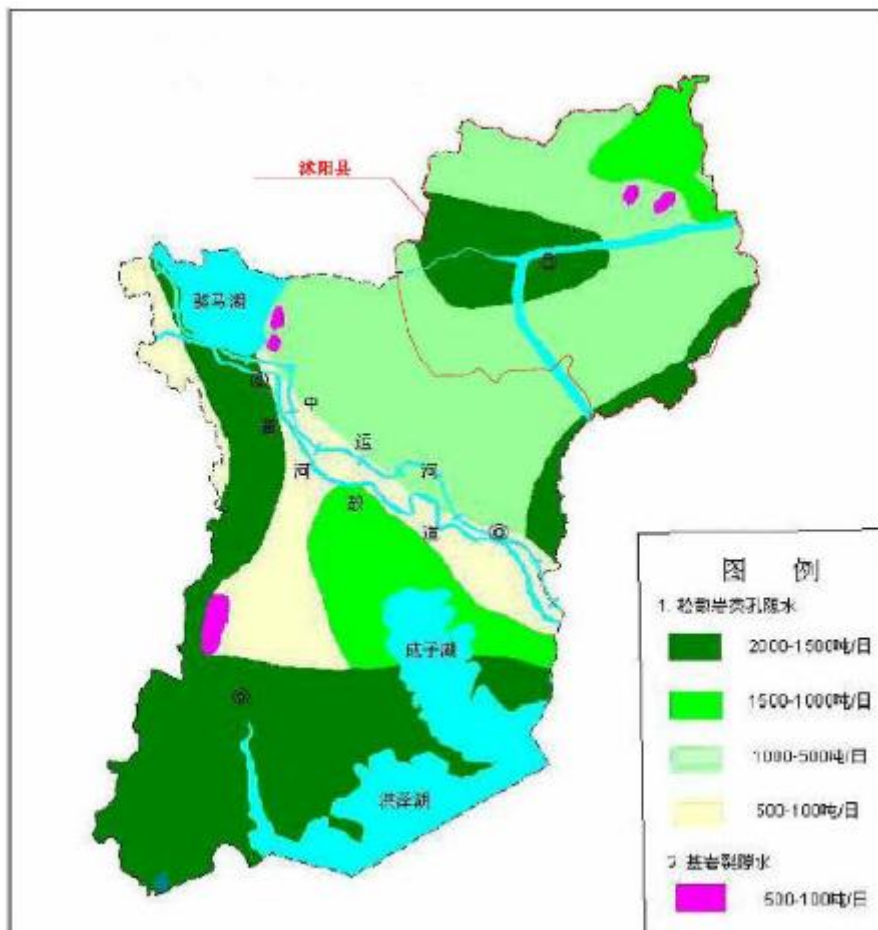 沭阳县
骆马湖
中
运
河
黄
河
故
道
成子湖
洪泽湖
图 例
1. 松散岩类孔隙水
2000-1500吨/日
1500-1000吨/日
1000-500吨/日
500-100吨/日
2. 基岩裂隙水
500-100吨/日